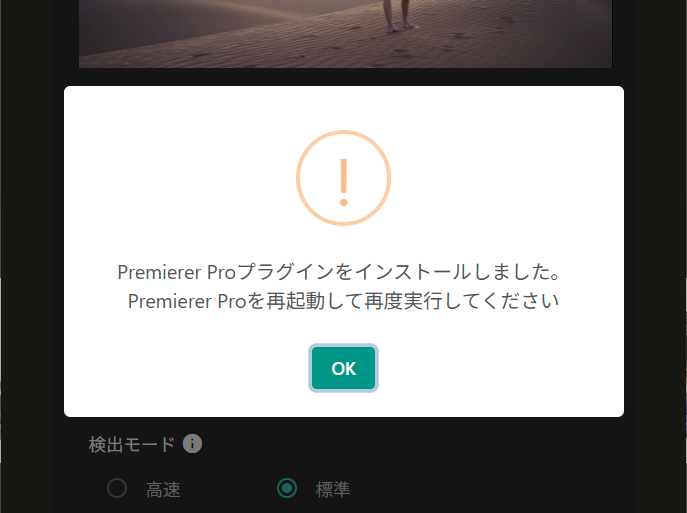 Premierer Proプラグインをインストールしました。
Premierer Proを再起動して再度実行してください
OK
検出モード
高速 標準